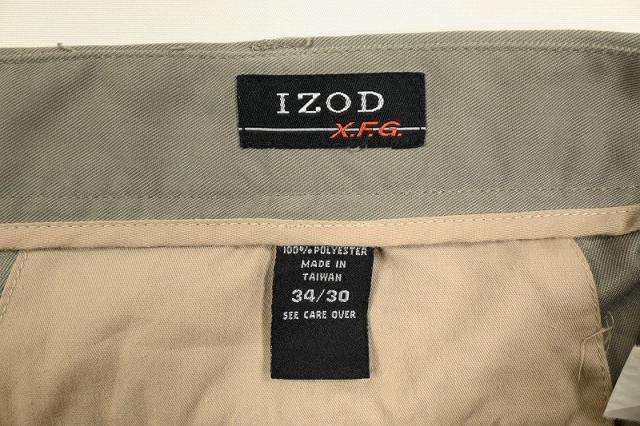 IZOD
X.F.G.
100% POLYESTER
MADE IN
TAIWAN
34/30
SEE CARE OVER